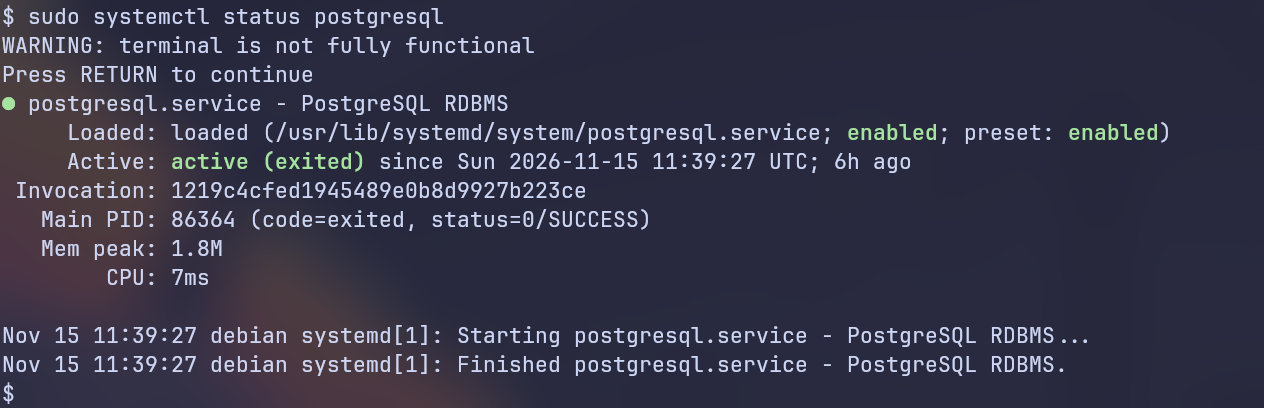 $ sudo systemctl status postgresql
WARNING: terminal is not fully functional
Press RETURN to continue
● postgresql.service - PostgreSQL RDBMS
     Loaded: loaded (/usr/lib/systemd/system/postgresql.service; enabled; preset: enabled)
     Active: active (exited) since Sun 2026-11-15 11:39:27 UTC; 6h ago
 Invocation: 1219c4cfed1945489e0b8d9927b223ce
   Main PID: 86364 (code=exited, status=0/SUCCESS)
   Mem peak: 1.8M
        CPU: 7ms

Nov 15 11:39:27 debian systemd[1]: Starting postgresql.service - PostgreSQL RDBMS...
Nov 15 11:39:27 debian systemd[1]: Finished postgresql.service - PostgreSQL RDBMS.
$